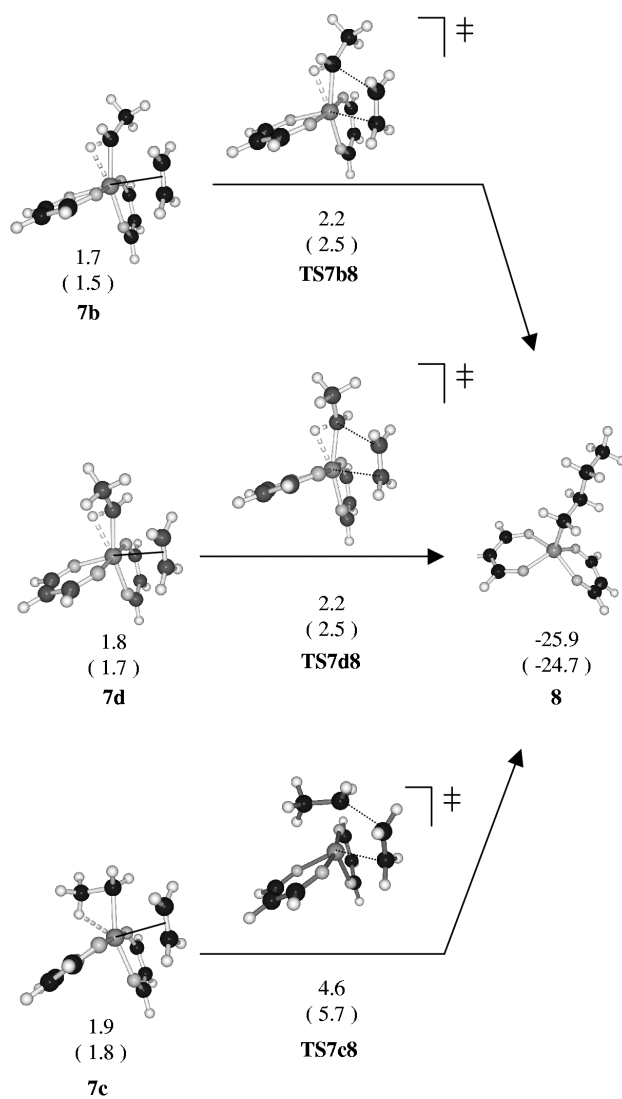 ‡
‡
1.7
( 1.5 )
7b
2.2
( 2.5 )
TS7b8
‡
1.8
( 1.7 )
7d
2.2
( 2.5 )
TS7d8
-25.9
( -24.7 )
8
‡
1.9
( 1.8 )
7c
4.6
( 5.7 )
TS7c8